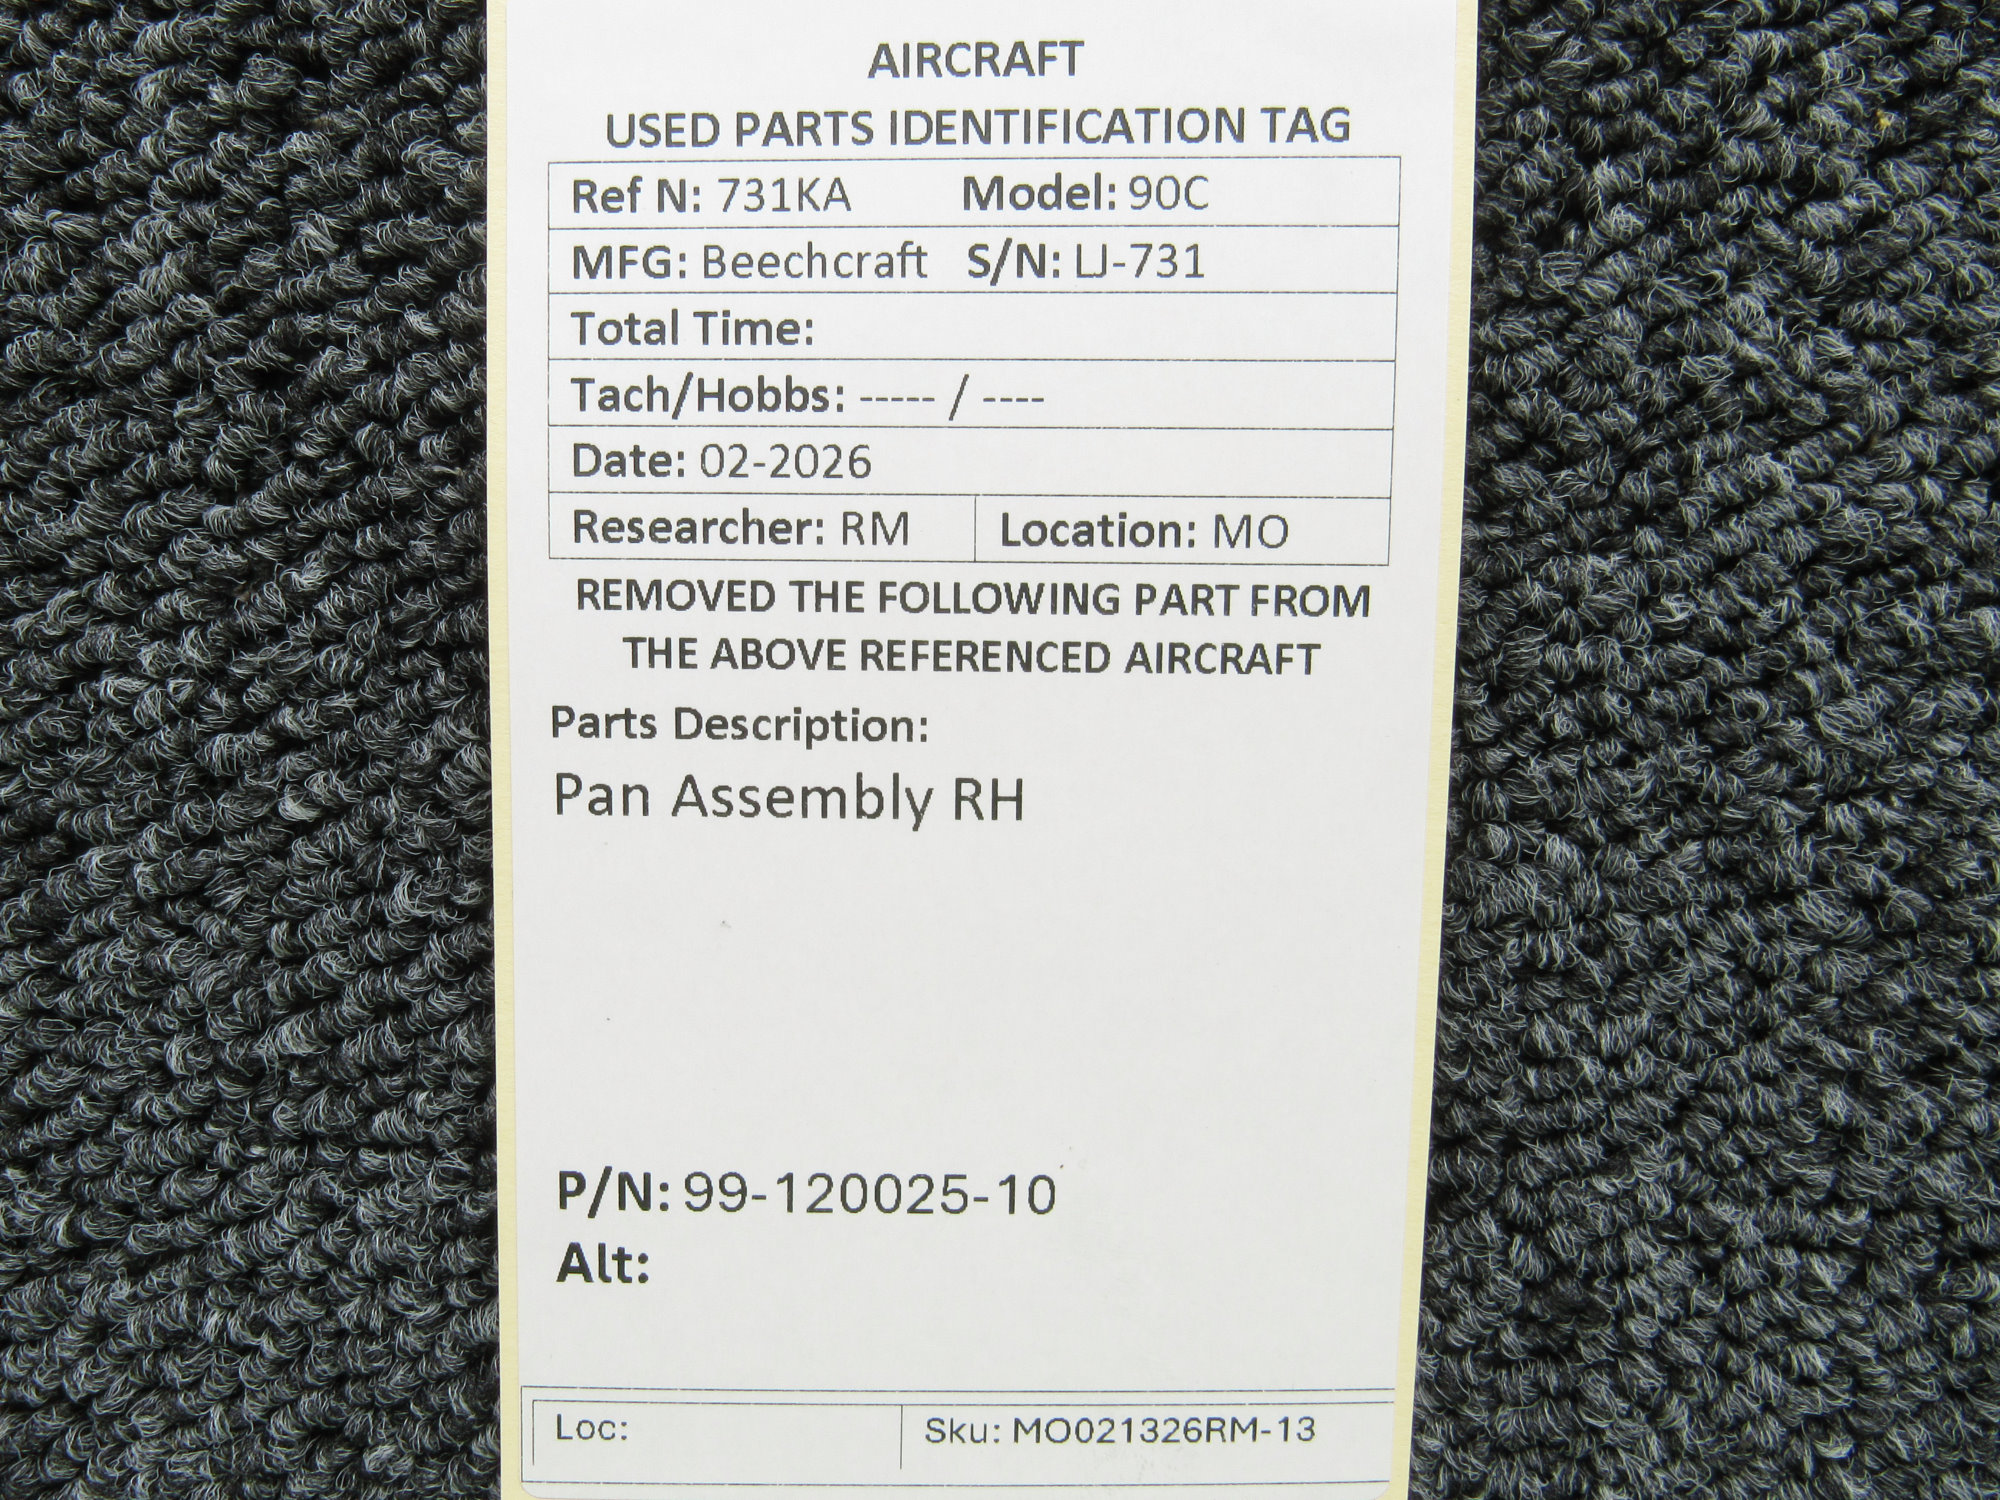 AIRCRAFT
USED PARTS IDENTIFICATION TAG
Ref N: 731KA Model: 90C
MFG: Beechcraft S/N: LJ-731
Total Time:
Tach/Hobbs: ----- / ----
Date: 02-2026
Researcher: RM Location: MO
REMOVED THE FOLLOWING PART FROM
THE ABOVE REFERENCED AIRCRAFT
Parts Description:
Pan Assembly RH
P/N: 99-120025-10
Alt:
Loc: Sku: MO021326RM-13